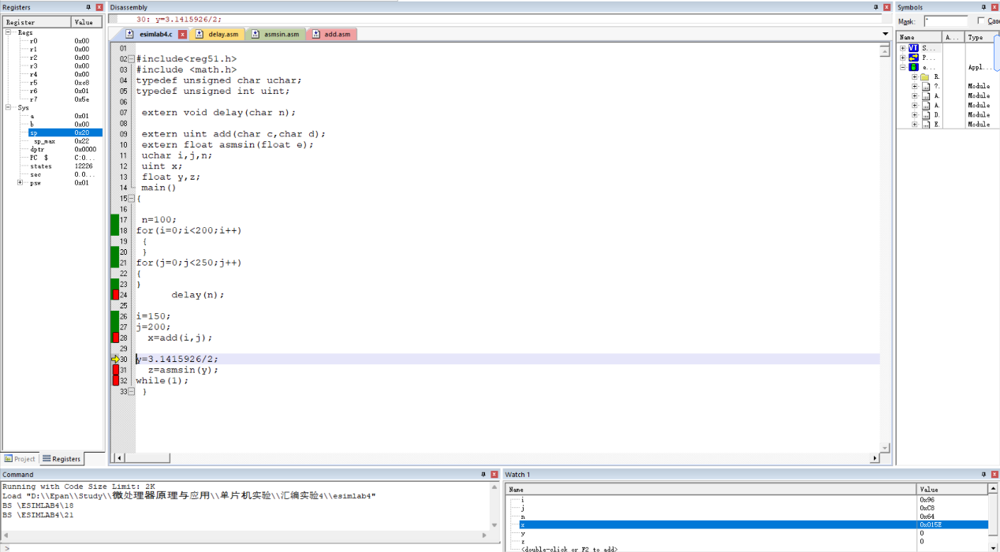 Registers
Register Value
Regs
r0 0x00
r1 0x00
r2 0x00
r3 0x00
r4 0x00
r5 0xc8
r6 0x01
r7 0x5e
Sys
a 0x01
b 0x00
sp 0x20
sp_max 0x22
dptr 0x0000
PC $ C:0...
states 12226
sec 0.0...
psw 0x01
Project Registers
Disassembly
30: y=3.1415926/2;
esimlab4.c delay.asm asmsin.asm add.asm
01
02 #include<reg51.h>
03 #include <math.h>
04 typedef unsigned char uchar;
05 typedef unsigned int uint;
06
07 extern void delay(char n);
08
09 extern uint add(char c,char d);
10 extern float asmsin(float e);
11 uchar i,j,n;
12 uint x;
13 float y,z;
14 main()
15 {
16
17 n=100;
18 for(i=0;i<200;i++)
19 {
20 }
21 for(j=0;j<250;j++)
22 {
23 }
24 delay(n);
25
26 i=150;
27 j=200;
28 x=add(i,j);
29
30 y=3.1415926/2;
31 z=asmsin(y);
32 while(1);
33 }
Symbols
Mask: * Case
Name A... Type
S...
P...
e... Appl...
R.
?. Module
A. Module
A. Module
D. Module
E. Module
Command
Running with Code Size Limit: 2K
Load "D:\\Epan\\Study\\微处理器原理与应用\\单片机实验\\汇编实验4\\esimlab4"
BS \ESIMLAB4\18
BS \ESIMLAB4\21
>
Watch 1
Name Value
i 0x96
j 0xC8
n 0x64
x 0x015E
y 0
z 0
<double-click or F2 to add>